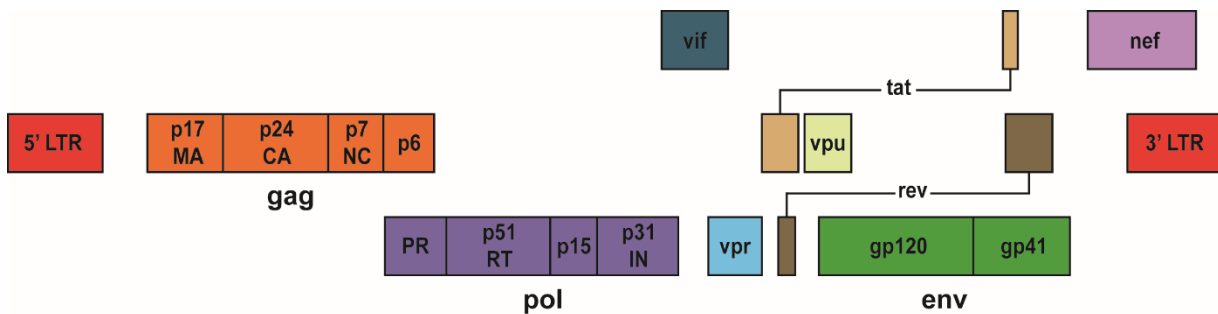 vif
nef
tat
5’ LTR
p17
MA
p24
CA
p7
NC
p6
vpu
3’ LTR
gag
rev
PR
p51
RT
p15
p31
IN
vpr
gp120
gp41
pol
env